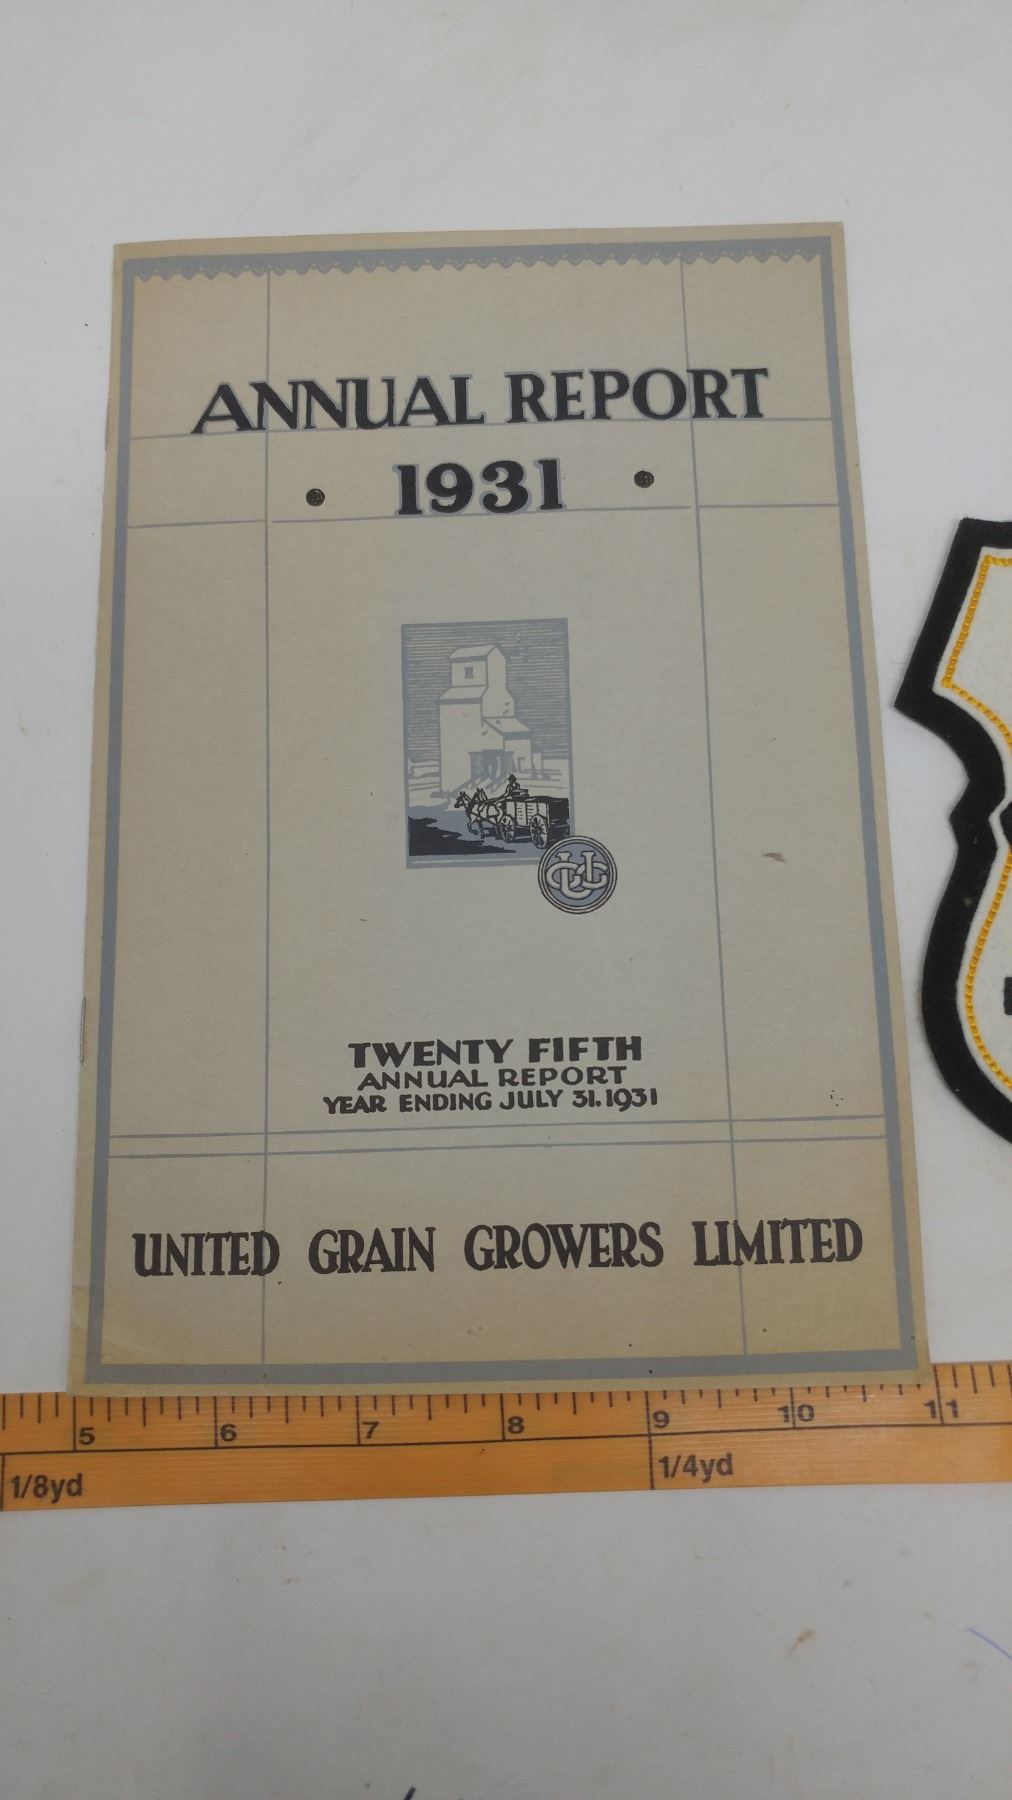 ANNUAL REPORT
1931
UGG
TWENTY FIFTH
ANNUAL REPORT
YEAR ENDING JULY 31.1931
UNITED GRAIN GROWERS LIMITED
5 6 7 8 9 10 11
1/8yd 1/4yd